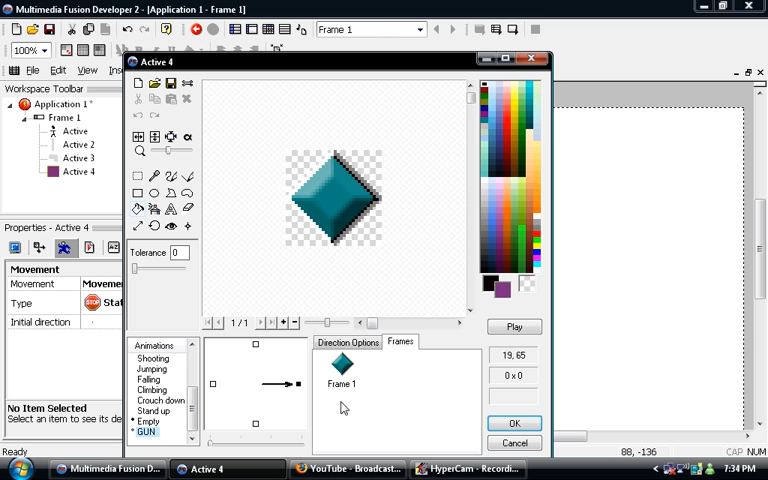 Multimedia Fusion Developer 2 - [Application 1 - Frame 1]
Frame 1
100%
File Edit View
Workspace Toolbar
Application 1 *
Frame 1
Active
Active 2
Active 3
Active 4
Properties - Active 4
Movement
Movement
Type
Initial direction
No Item Selected
Select an item to see its de
Ready
Active 4
Tolerance 0
1 / 1
Animations
Shooting
Jumping
Falling
Climbing
Crouch down
Stand up
Empty
GUN
Direction Options
Frames
Frame 1
Play
19, 65
0 x 0
OK
Cancel
88, -136
CAP NUM
Multimedia Fusion D...
Active 4
YouTube - Broadcast...
HyperCam - Recordi...
7:34 PM